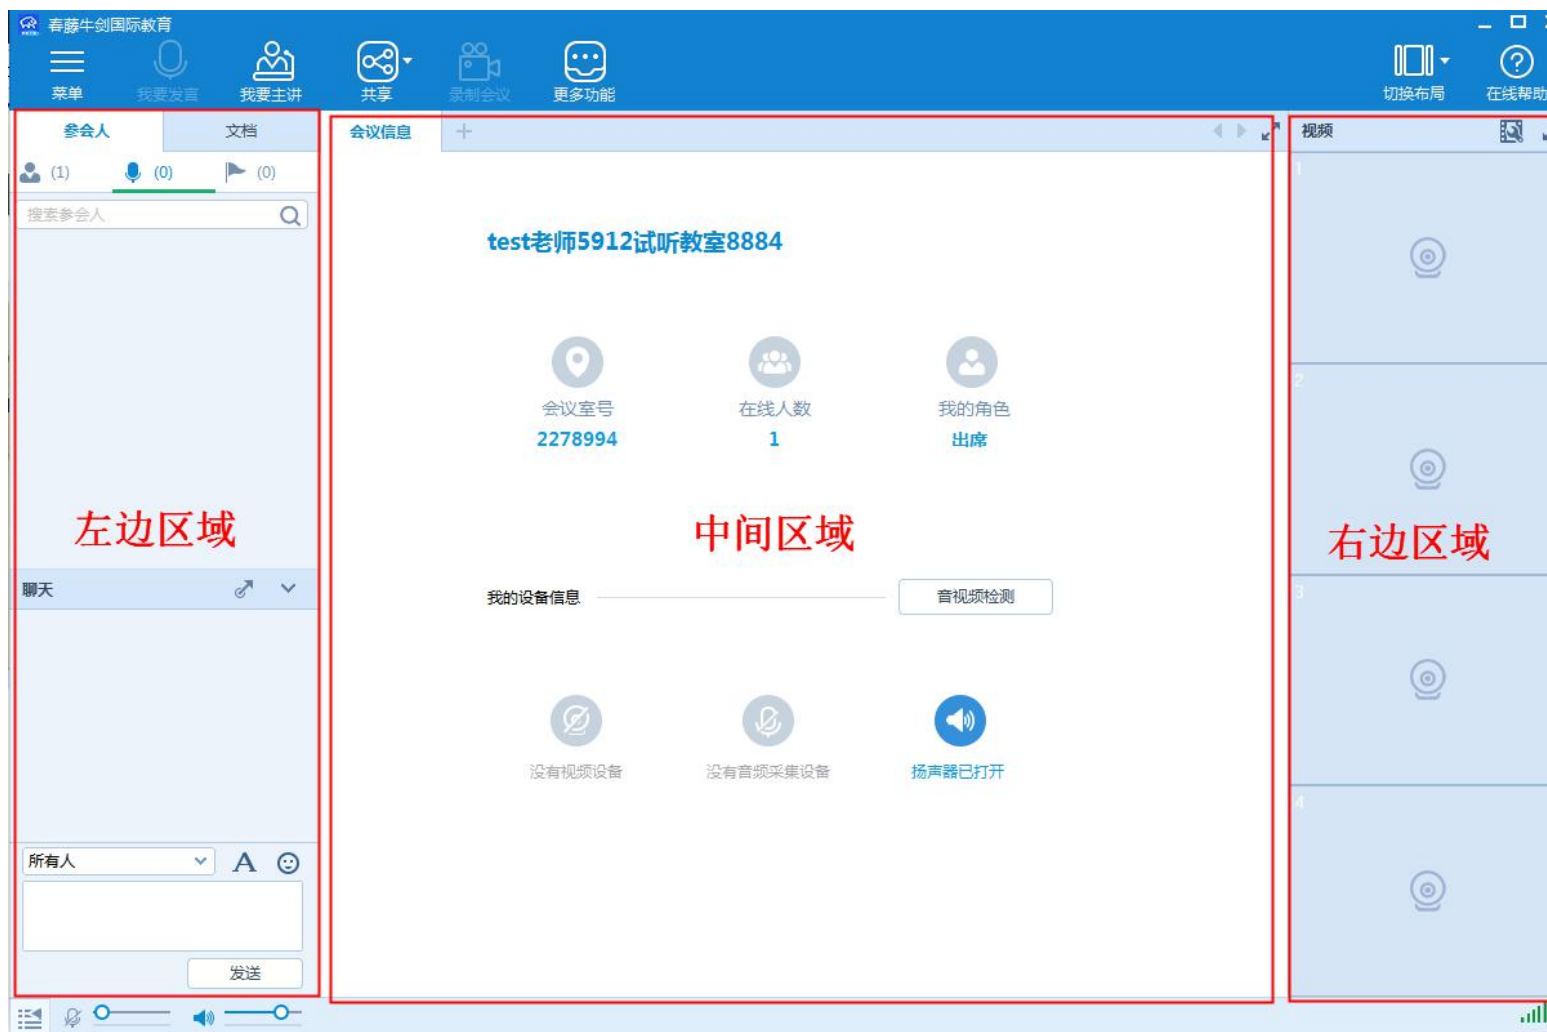 春藤牛剑国际教育
菜单 我要发言 我要主讲 共享 录制会议 更多功能 切换布局 在线帮助
参会人 文档
(1) (0) (0)
搜索参会人
左边区域
聊天
所有人 A
发送
会议信息
test老师5912试听教室8884
会议室号 在线人数 我的角色
2278994 1 出席
中间区域
我的设备信息 音视频检测
没有视频设备 没有音频采集设备 扬声器已打开
视频
1
2
右边区域
3
4